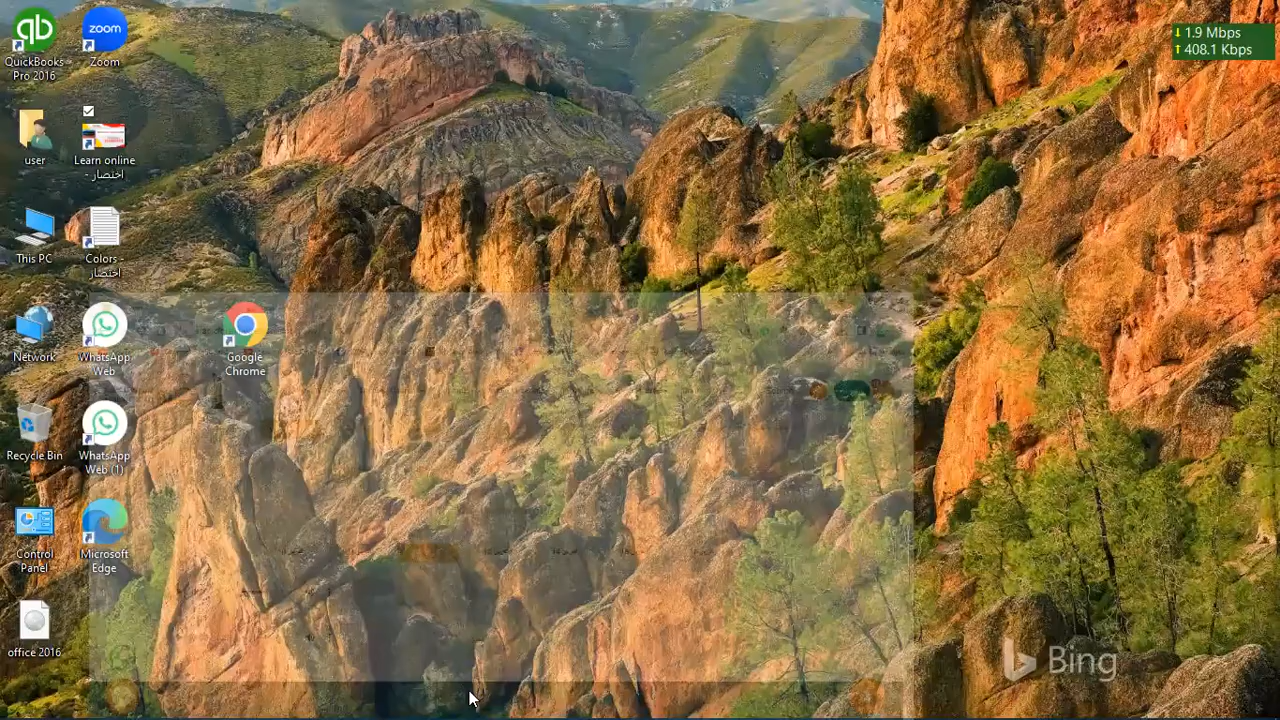 QuickBooks Pro 2016
zoom
Zoom
↓ 1.9 Mbps
↑ 408.1 Kbps
user
Learn online
- اختصار
This PC
Colors -
اختصار
Network
WhatsApp Web
Google Chrome
Recycle Bin
WhatsApp Web (1)
Control Panel
Microsoft Edge
office 2016
Bing